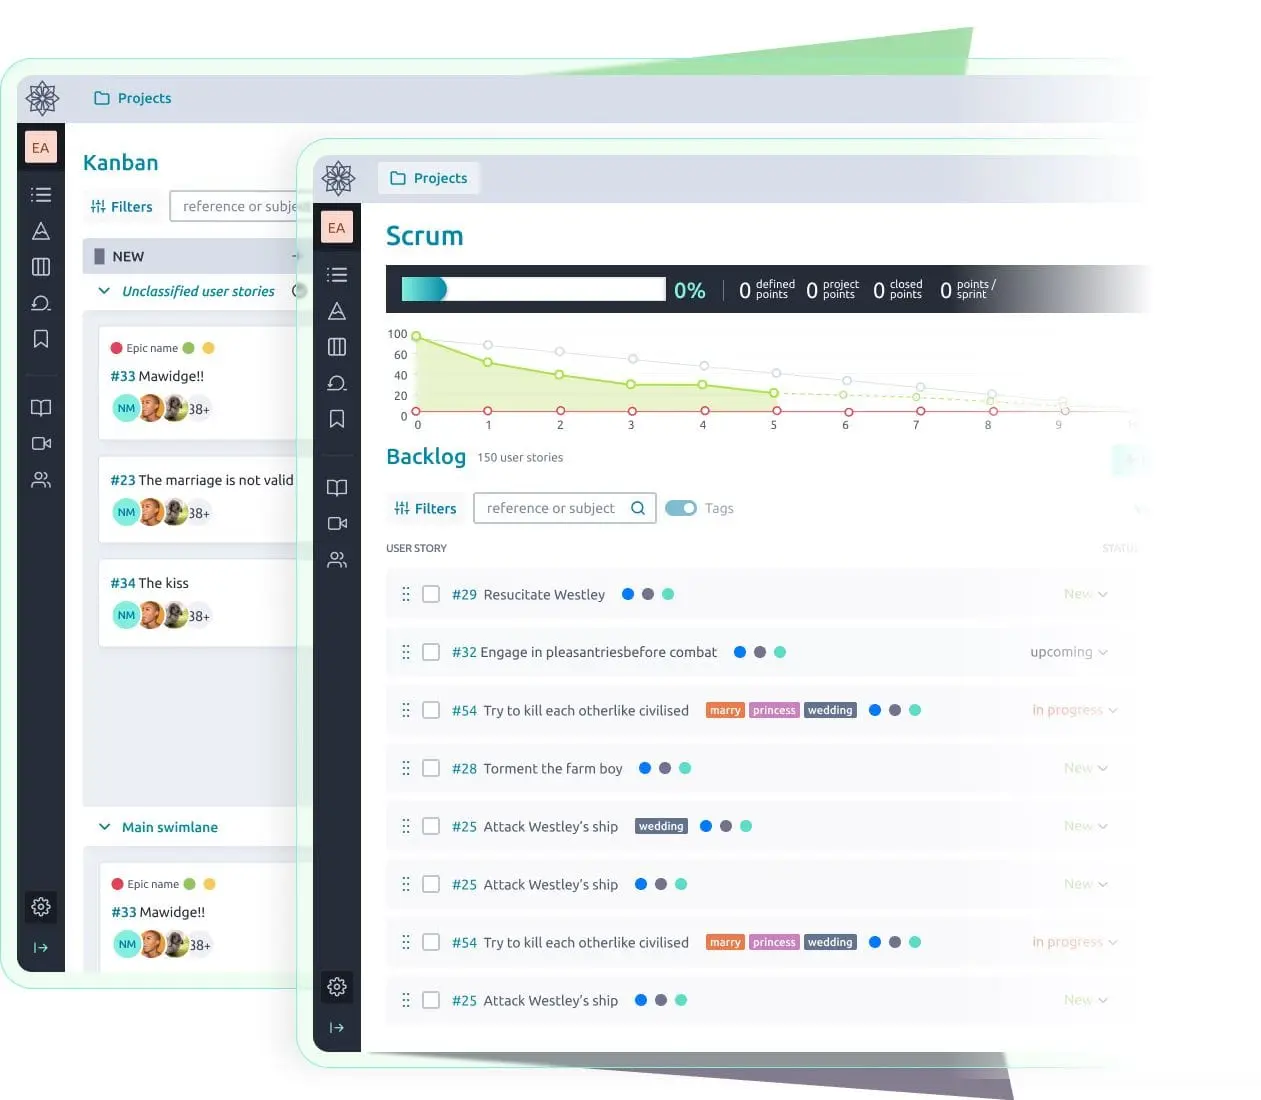 Projects
EA
Kanban
Filters
reference or subje
NEW
Unclassified user stories
Epic name
#33 Mawidge!!
NM
38+
#23 The marriage is not valid
NM
38+
#34 The kiss
NM
38+
Main swimlane
Epic name
#33 Mawidge!!
NM
38+
Projects
EA
Scrum
0%
0 defined points
0 project points
0 closed points
0 points / sprint
100
60
40
20
0
0 1 2 3 4 5 6 7 8 9 10
Backlog 150 user stories
Filters
reference or subject
Tags
USER STORY STATUS
#29 Resucitate Westley New
#32 Engage in pleasantriesbefore combat upcoming
#54 Try to kill each otherlike civilised marry princess wedding in progress
#28 Torment the farm boy New
#25 Attack Westley's ship wedding New
#25 Attack Westley's ship New
#54 Try to kill each otherlike civilised marry princess wedding in progress
#25 Attack Westley's ship New